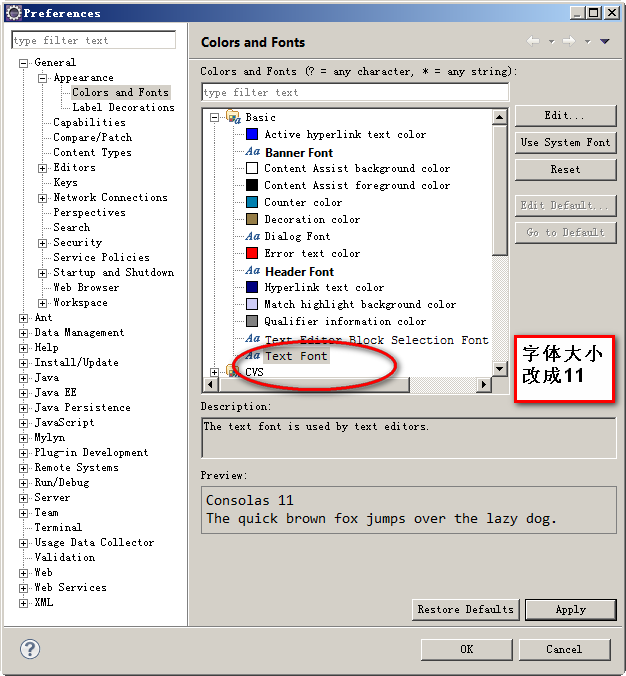 Preferences
type filter text
General
Appearance
Colors and Fonts
Label Decorations
Capabilities
Compare/Patch
Content Types
Editors
Keys
Network Connections
Perspectives
Search
Security
Service Policies
Startup and Shutdown
Web Browser
Workspace
Ant
Data Management
Help
Install/Update
Java
Java EE
Java Persistence
JavaScript
Mylyn
Plug-in Development
Remote Systems
Run/Debug
Server
Team
Terminal
Usage Data Collector
Validation
Web
Web Services
XML
Colors and Fonts
Colors and Fonts (? = any character, * = any string):
type filter text
Basic
Active hyperlink text color
Aa Banner Font
Content Assist background color
Content Assist foreground color
Counter color
Decoration color
Aa Dialog Font
Error text color
Aa Header Font
Hyperlink text color
Match highlight background color
Qualifier information color
Aa Text Editor Block Selection Font
Aa Text Font
CVS
Edit...
Use System Font
Reset
Edit Default...
Go to Default
字体大小
改成11
Description:
The text font is used by text editors.
Preview:
Consolas 11
The quick brown fox jumps over the lazy dog.
Restore Defaults
Apply
?
OK
Cancel